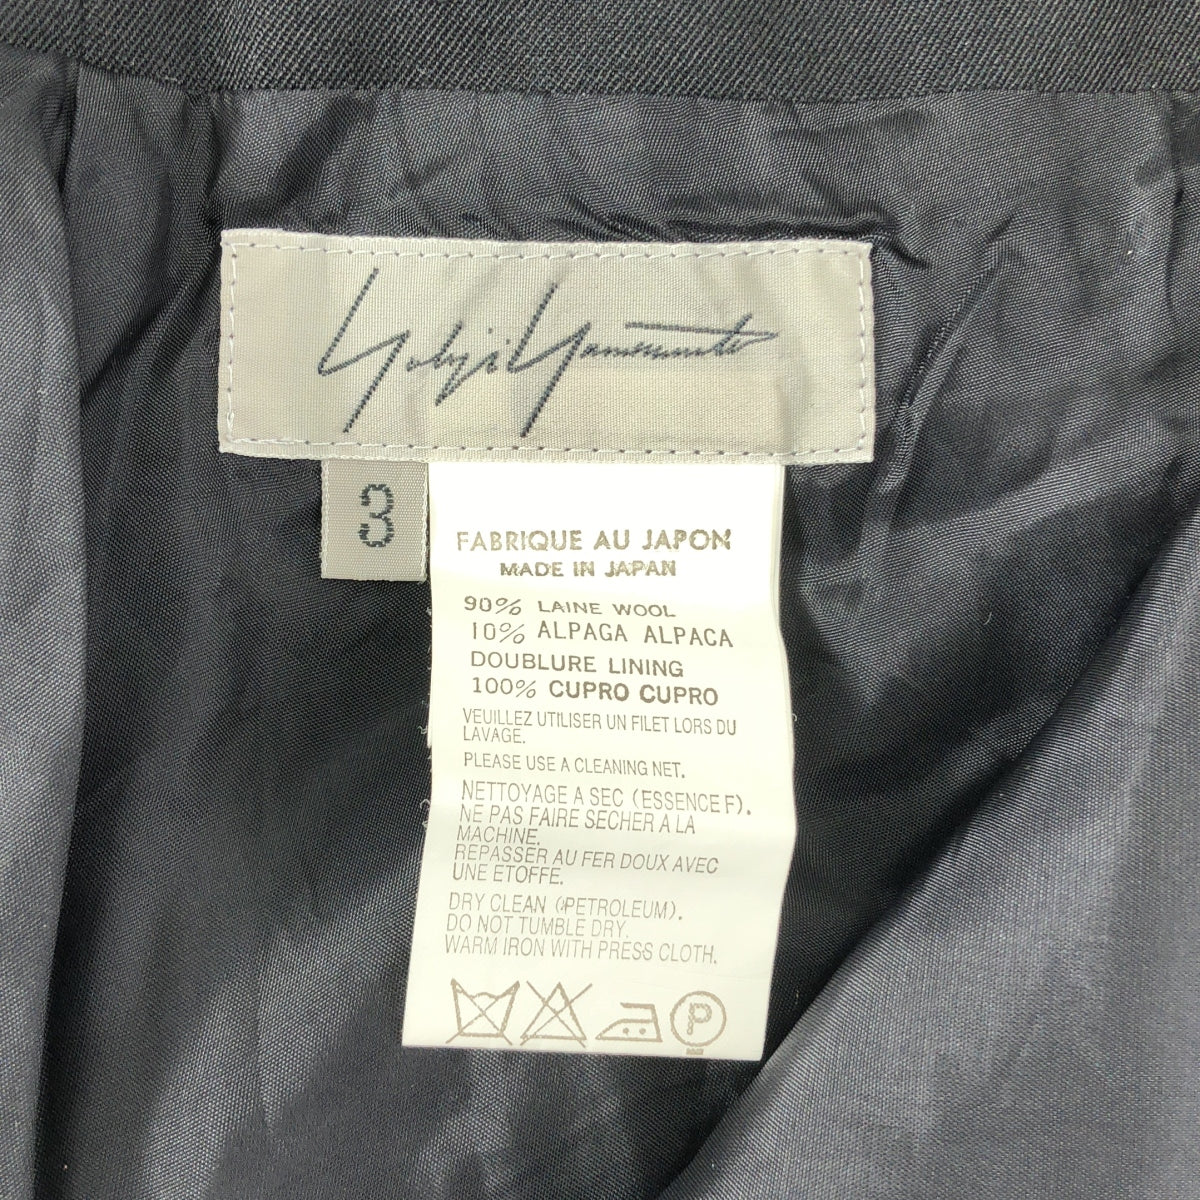 Yohji Yamamoto
3
FABRIQUE AU JAPON
MADE IN JAPAN
90% LAINE WOOL
10% ALPAGA ALPACA
DOUBLURE LINING
100% CUPRO CUPRO
VEUILLEZ UTILISER UN FILET LORS DU
LAVAGE.
PLEASE USE A CLEANING NET.
NETTOYAGE A SEC (ESSENCE F).
NE PAS FAIRE SECHER A LA
MACHINE.
REPASSER AU FER DOUX AVEC
UNE ETOFFE.
DRY CLEAN (PETROLEUM).
DO NOT TUMBLE DRY.
WARM IRON WITH PRESS CLOTH.
P